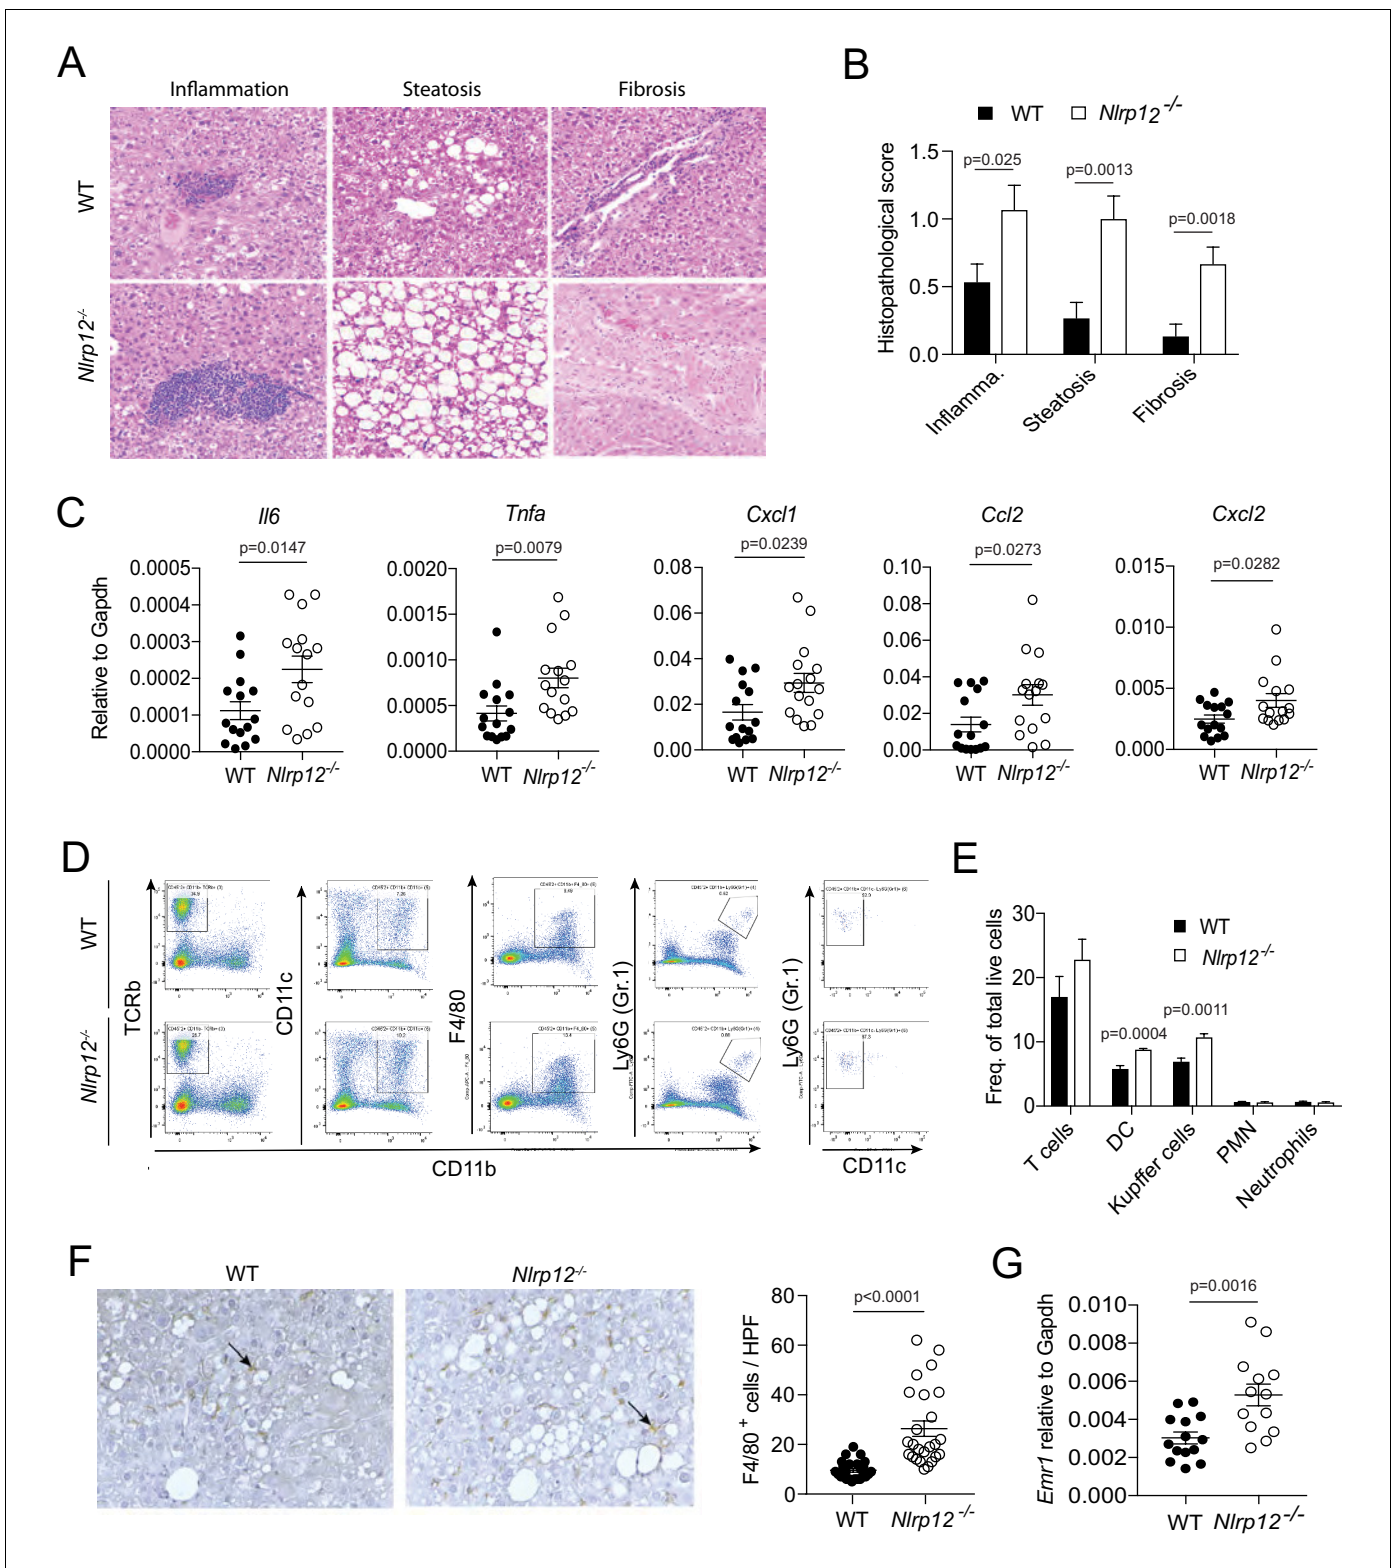 A
Inflammation Steatosis Fibrosis
WT
Nlrp12-/-
B
WT Nlrp12-/-
Histopathological score
1.5
1.0
0.5
0.0
p=0.025
p=0.0013
p=0.0018
Inflamma.
Steatosis
Fibrosis
C
Relative to Gapdh
Il6
p=0.0147
0.0005
0.0004
0.0003
0.0002
0.0001
0.0000
WT Nlrp12-/-
Tnfa
p=0.0079
0.0020
0.0015
0.0010
0.0005
0.0000
WT Nlrp12-/-
Cxcl1
p=0.0239
0.08
0.06
0.04
0.02
0.00
WT Nlrp12-/-
Ccl2
p=0.0273
0.10
0.08
0.06
0.04
0.02
0.00
WT Nlrp12-/-
Cxcl2
p=0.0282
0.015
0.010
0.005
0.000
WT Nlrp12-/-
D
WT
Nlrp12-/-
TCRb
CD11c
F4/80
Ly6G (Gr.1)
Ly6G (Gr.1)
CD11b
CD11c
E
WT
Nlrp12-/-
Freq. of total live cells
30
20
10
0
p=0.0004
p=0.0011
T cells
DC
Kupffer cells
PMN
Neutrophils
F
WT
Nlrp12-/-
F4/80+ cells / HPF
80
60
40
20
0
p<0.0001
WT Nlrp12-/-
G
Emr1 relative to Gapdh
p=0.0016
0.010
0.008
0.006
0.004
0.002
0.000
WT Nlrp12-/-